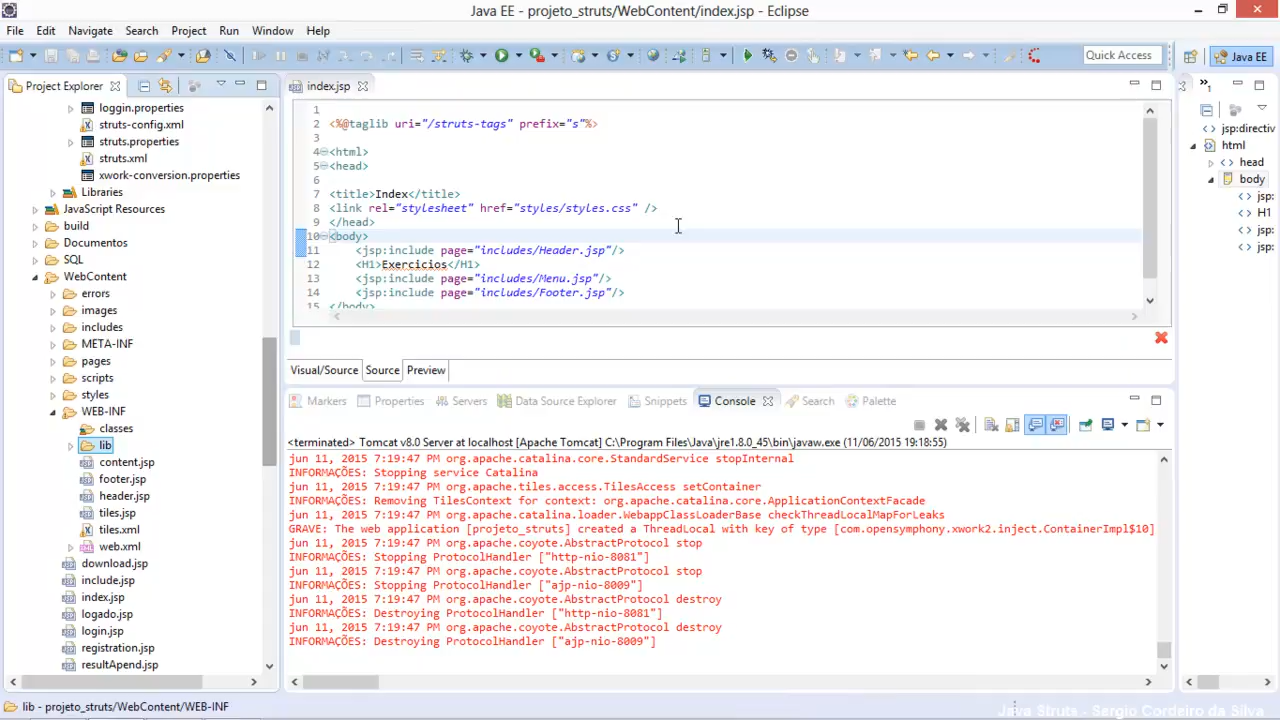 Java EE - projeto_struts/WebContent/index.jsp - Eclipse
File Edit Navigate Search Project Run Window Help
Quick Access
Java EE
Project Explorer
loggin.properties
struts-config.xml
struts.properties
struts.xml
xwork-conversion.properties
Libraries
JavaScript Resources
build
Documentos
SQL
WebContent
errors
images
includes
META-INF
pages
scripts
styles
WEB-INF
classes
lib
content.jsp
footer.jsp
header.jsp
tiles.jsp
tiles.xml
web.xml
download.jsp
include.jsp
index.jsp
logado.jsp
login.jsp
registration.jsp
resultApend.jsp
index.jsp
1
2 <%@taglib uri="/struts-tags" prefix="s"%>
3
4 <html>
5 <head>
6
7 <title>Index</title>
8 <link rel="stylesheet" href="styles/styles.css" />
9 </head>
10 <body>
11 <jsp:include page="includes/Header.jsp"/>
12 <H1>Exercicios</H1>
13 <jsp:include page="includes/Menu.jsp"/>
14 <jsp:include page="includes/Footer.jsp"/>
15 </body>
Visual/Source Source Preview
Markers Properties Servers Data Source Explorer Snippets Console Search Palette
<terminated> Tomcat v8.0 Server at localhost [Apache Tomcat] C:\Program Files\Java\jre1.8.0_45\bin\javaw.exe (11/06/2015 19:18:55)
jun 11, 2015 7:19:47 PM org.apache.catalina.core.StandardService stopInternal
INFORMAÇÕES: Stopping service Catalina
jun 11, 2015 7:19:47 PM org.apache.tiles.access.TilesAccess setContainer
INFORMAÇÕES: Removing TilesContext for context: org.apache.catalina.core.ApplicationContextFacade
jun 11, 2015 7:19:47 PM org.apache.catalina.loader.WebappClassLoaderBase checkThreadLocalMapForLeaks
GRAVE: The web application [projeto_struts] created a ThreadLocal with key of type [com.opensymphony.xwork2.inject.ContainerImpl$10]
jun 11, 2015 7:19:47 PM org.apache.coyote.AbstractProtocol stop
INFORMAÇÕES: Stopping ProtocolHandler ["http-nio-8081"]
jun 11, 2015 7:19:47 PM org.apache.coyote.AbstractProtocol stop
INFORMAÇÕES: Stopping ProtocolHandler ["ajp-nio-8009"]
jun 11, 2015 7:19:47 PM org.apache.coyote.AbstractProtocol destroy
INFORMAÇÕES: Destroying ProtocolHandler ["http-nio-8081"]
jun 11, 2015 7:19:47 PM org.apache.coyote.AbstractProtocol destroy
INFORMAÇÕES: Destroying ProtocolHandler ["ajp-nio-8009"]
1
jsp:directiv
html
head
body
jsp:
H1
jsp:
jsp:
lib - projeto_struts/WebContent/WEB-INF
Java Struts - Sergio Cordeiro da Silva